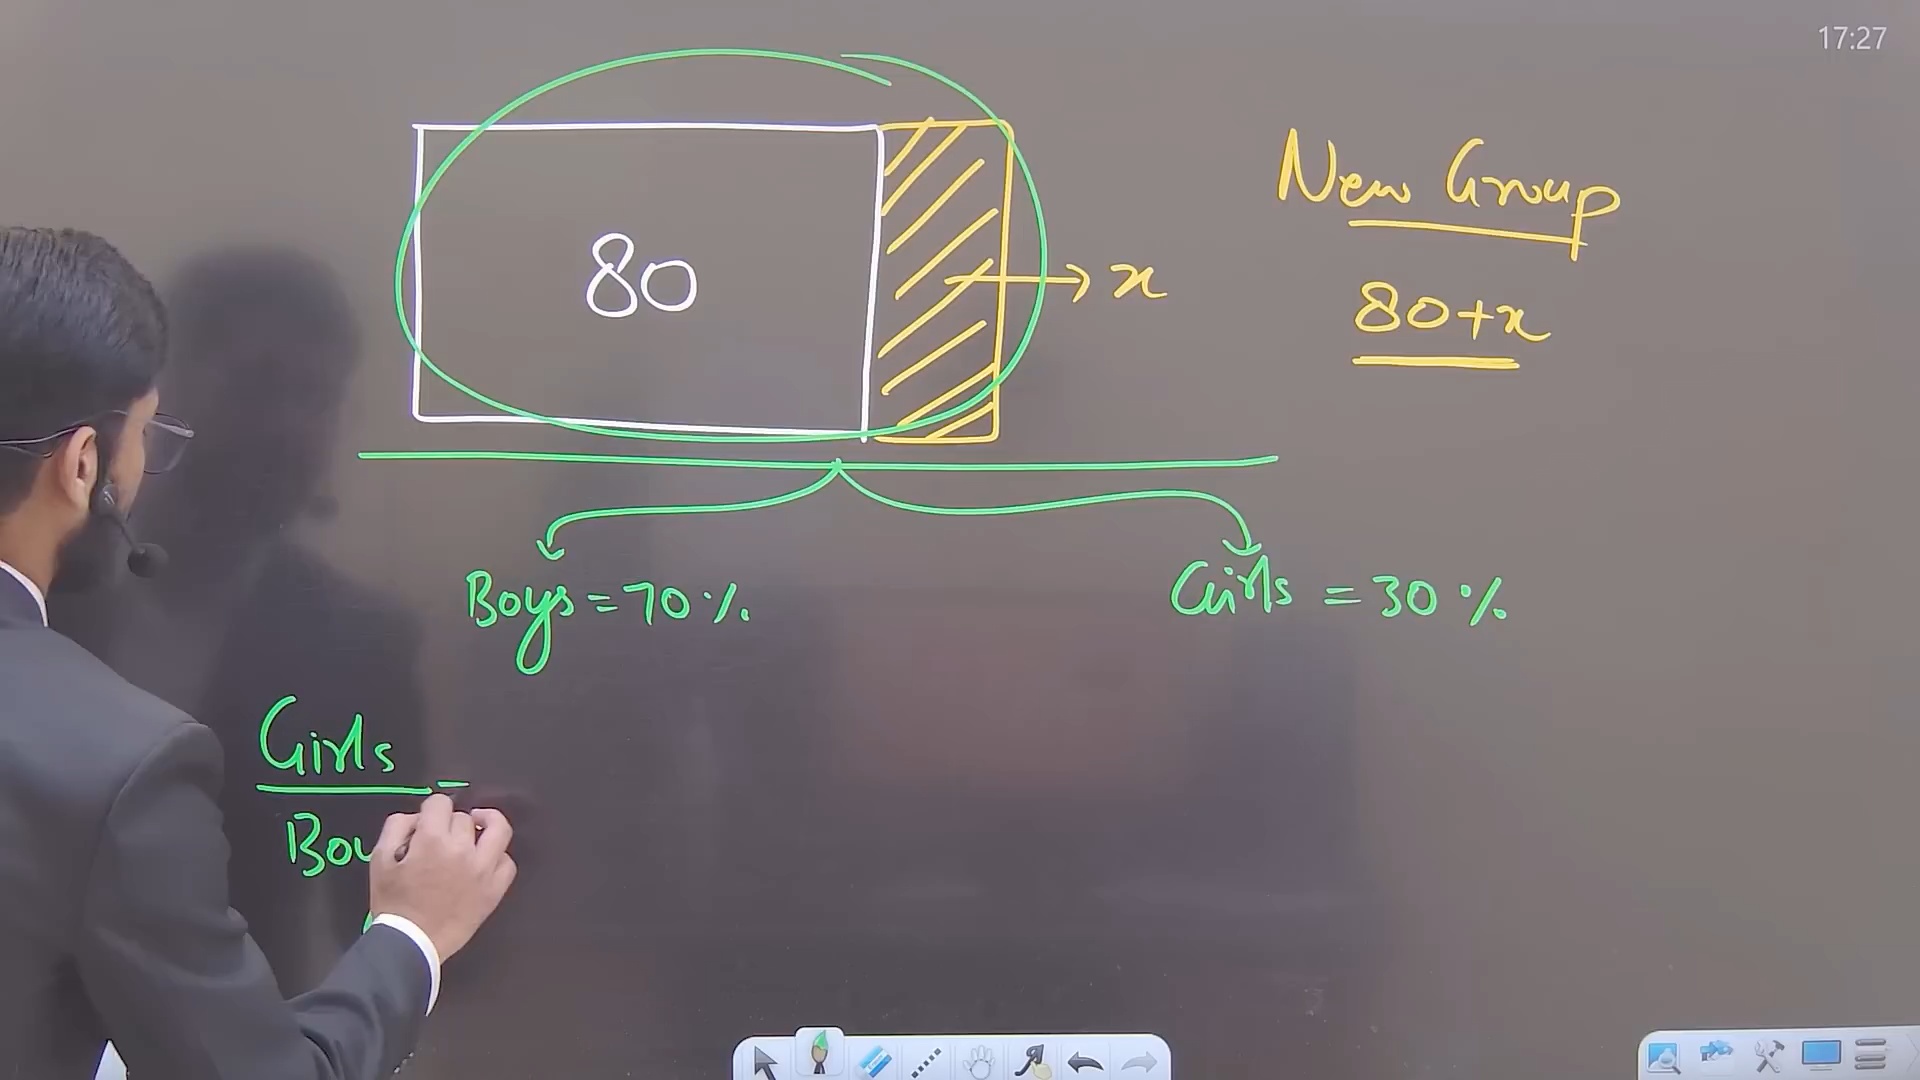 17:27
New Group
80
x
80+x
Boys = 70%
Girls = 30%
Girls =